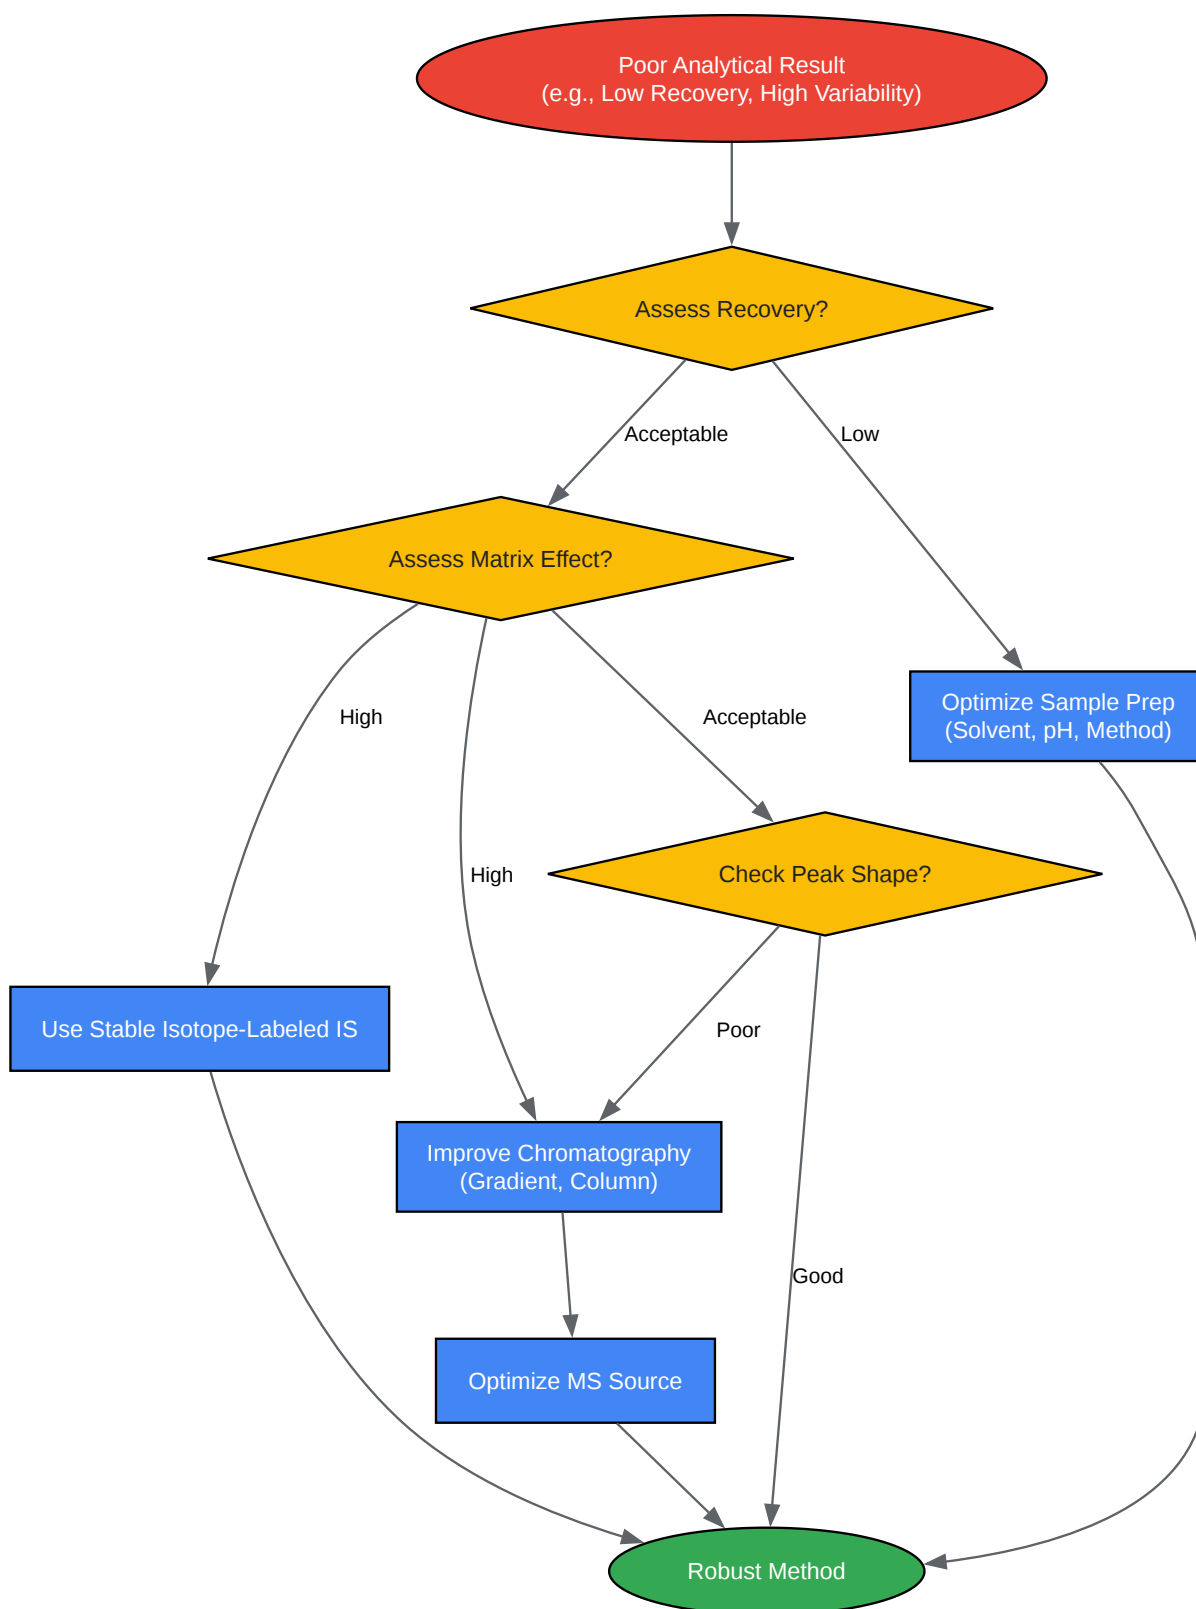 Poor Analytical Result
(e.g., Low Recovery, High Variability)
Assess Recovery?
Acceptable
Low
Assess Matrix Effect?
Optimize Sample Prep
(Solvent, pH, Method)
High
Acceptable
High
Check Peak Shape?
Use Stable Isotope-Labeled IS
Poor
Improve Chromatography
(Gradient, Column)
Good
Optimize MS Source
Robust Method